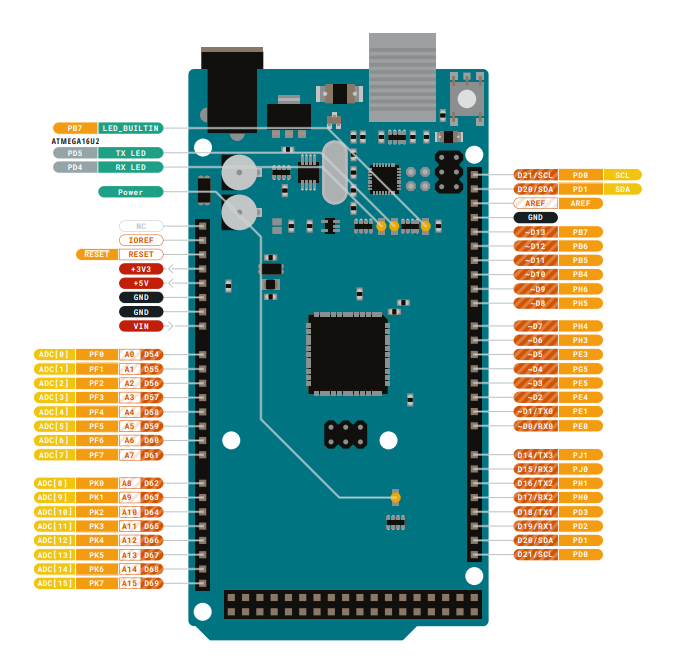 PB7 LED_BUILTIN
ATMEGA16U2
PD5 TX LED
PD4 RX LED
Power
NC
IOREF
RESET RESET
+3V3
+5V
GND
GND
VIN
ADC[0] PF0 A0 D54
ADC[1] PF1 A1 D55
ADC[2] PF2 A2 D56
ADC[3] PF3 A3 D57
ADC[4] PF4 A4 D58
ADC[5] PF5 A5 D59
ADC[6] PF6 A6 D60
ADC[7] PF7 A7 D61
ADC[8] PK0 A8 D62
ADC[9] PK1 A9 D63
ADC[10] PK2 A10 D64
ADC[11] PK3 A11 D65
ADC[12] PK4 A12 D66
ADC[13] PK5 A13 D67
ADC[14] PK6 A14 D68
ADC[15] PK7 A15 D69
D21/SCL PD0 SCL
D20/SDA PD1 SDA
AREF AREF
GND
~D13 PB7
~D12 PB6
~D11 PB5
~D10 PB4
~D9 PH6
~D8 PH5
~D7 PH4
~D6 PH3
~D5 PE3
~D4 PG5
~D3 PE5
~D2 PE4
~D1/TX0 PE1
~D0/RX0 PE0
D14/TX3 PJ1
D15/RX3 PJ0
D16/TX2 PH1
D17/RX2 PH0
D18/TX1 PD3
D19/RX1 PD2
D20/SDA PD1
D21/SCL PD0